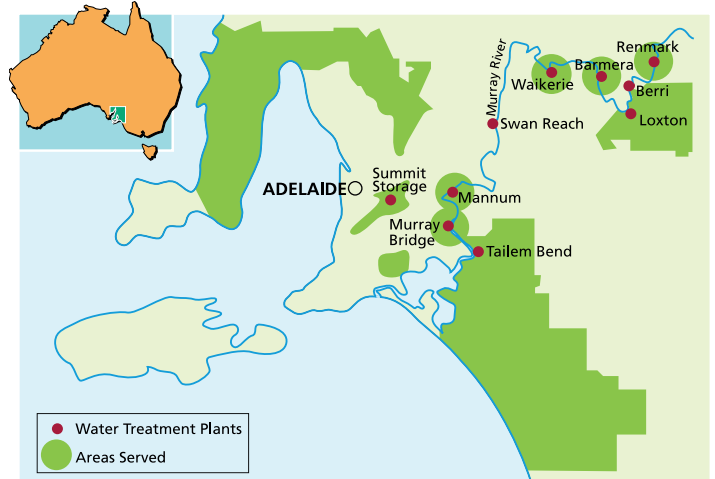 Renmark
Murray River
Barmera
Waikerie
Berri
Swan Reach
Loxton
Summit
Storage
ADELAIDE
Mannum
Murray
Bridge
Tailem Bend
Water Treatment Plants
Areas Served